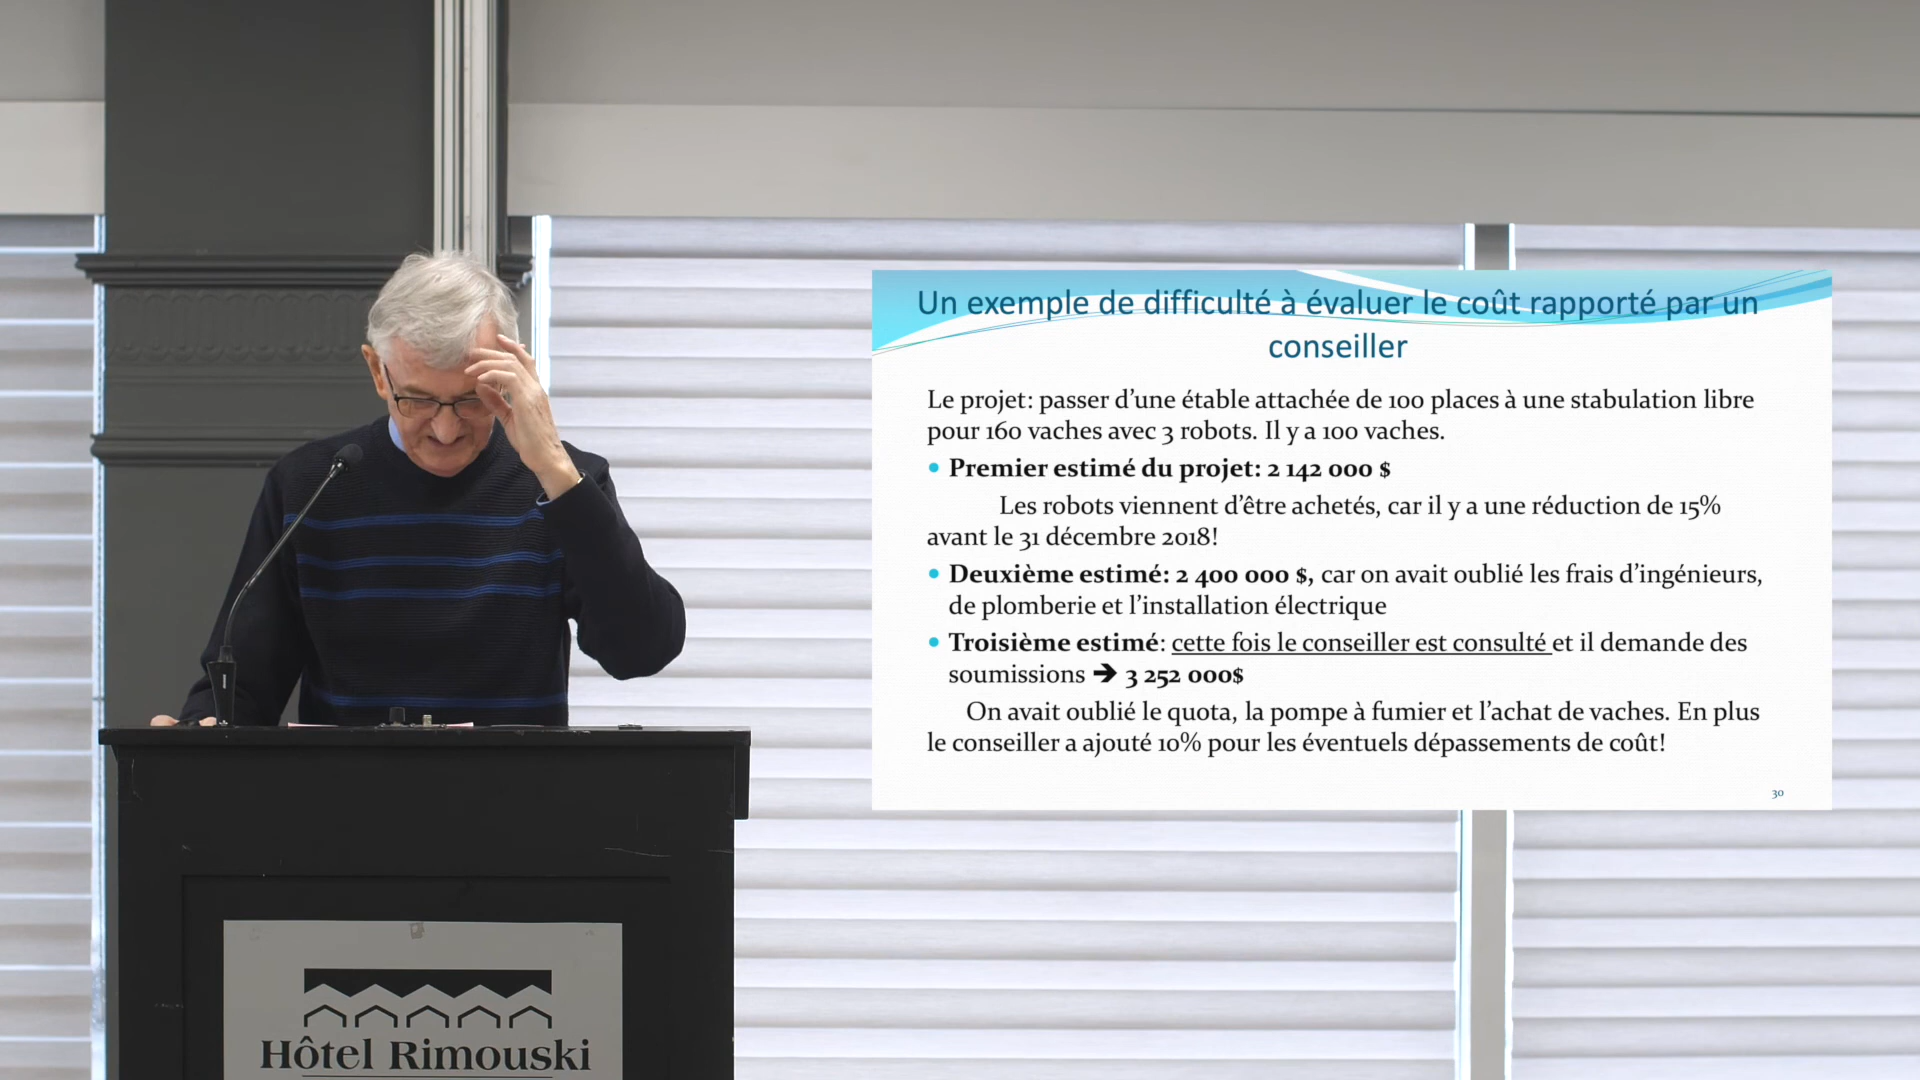 Un exemple de difficulté à évaluer le coût rapporté par un
conseiller
Le projet: passer d'une étable attachée de 100 places à une stabulation libre
pour 160 vaches avec 3 robots. Il y a 100 vaches.
• Premier estimé du projet: 2 142 000 $
Les robots viennent d'être achetés, car il y a une réduction de 15%
avant le 31 décembre 2018!
• Deuxième estimé: 2 400 000 $, car on avait oublié les frais d'ingénieurs,
de plomberie et l'installation électrique
• Troisième estimé: cette fois le conseiller est consulté et il demande des
soumissions ➔ 3 252 000$
On avait oublié le quota, la pompe à fumier et l'achat de vaches. En plus
le conseiller a ajouté 10% pour les éventuels dépassements de coût!
30
Hôtel Rimouski